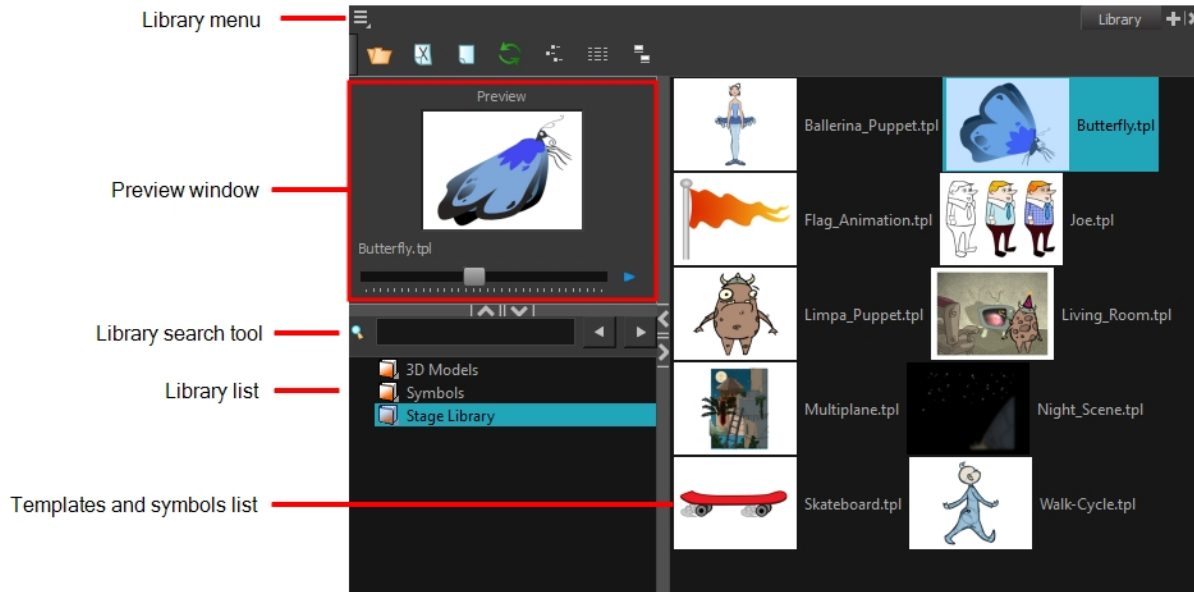 Library menu
Library
Preview
Preview window
Butterfly.tpl
Library search tool
Library list
3D Models
Symbols
Stage Library
Templates and symbols list
Ballerina_Puppet.tpl
Butterfly.tpl
Flag_Animation.tpl
Joe.tpl
Limpa_Puppet.tpl
Living_Room.tpl
Multiplane.tpl
Night_Scene.tpl
Skateboard.tpl
Walk-Cycle.tpl